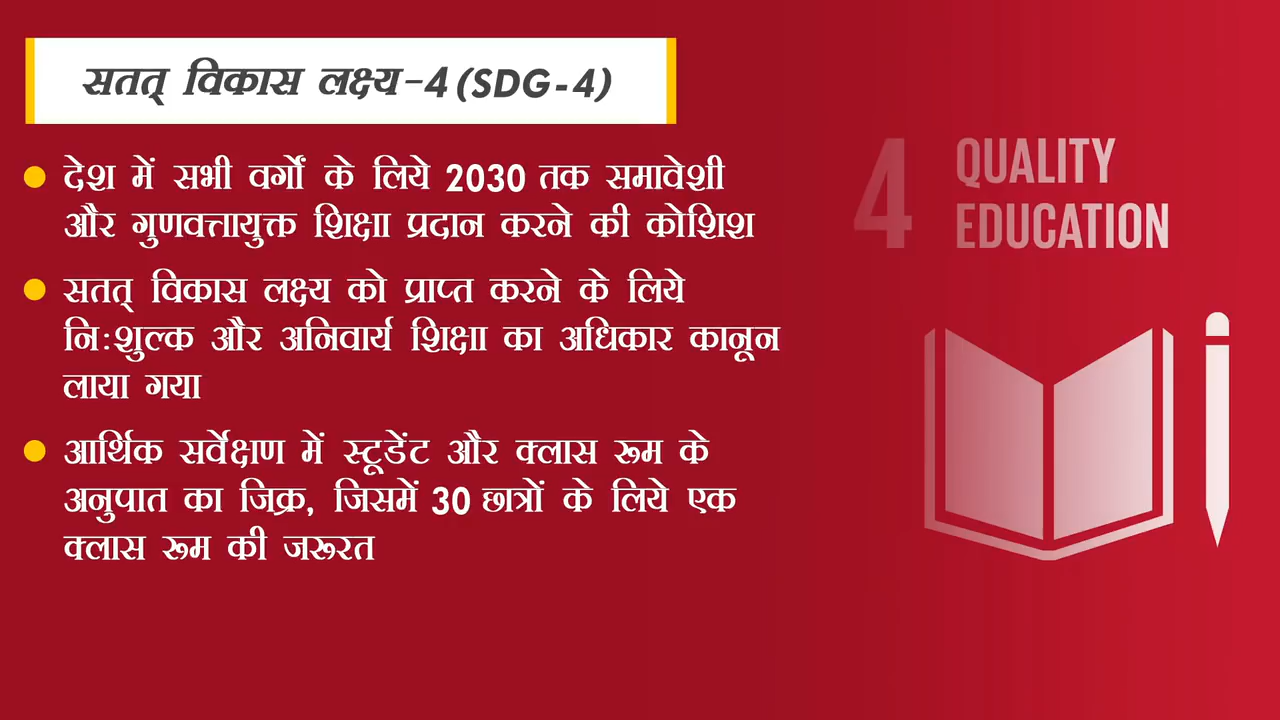 सतत् विकास लक्ष्य-4 (SDG-4)
देश में सभी वर्गों के लिये 2030 तक समावेशी
और गुणवत्तायुक्त शिक्षा प्रदान करने की कोशिश
सतत् विकास लक्ष्य को प्राप्त करने के लिये
निःशुल्क और अनिवार्य शिक्षा का अधिकार कानून
लाया गया
आर्थिक सर्वेक्षण में स्टूडेंट और क्लास रूम के
अनुपात का जिक्र, जिसमें 30 छात्रों के लिये एक
क्लास रूम की जरूरत
4 QUALITY
EDUCATION